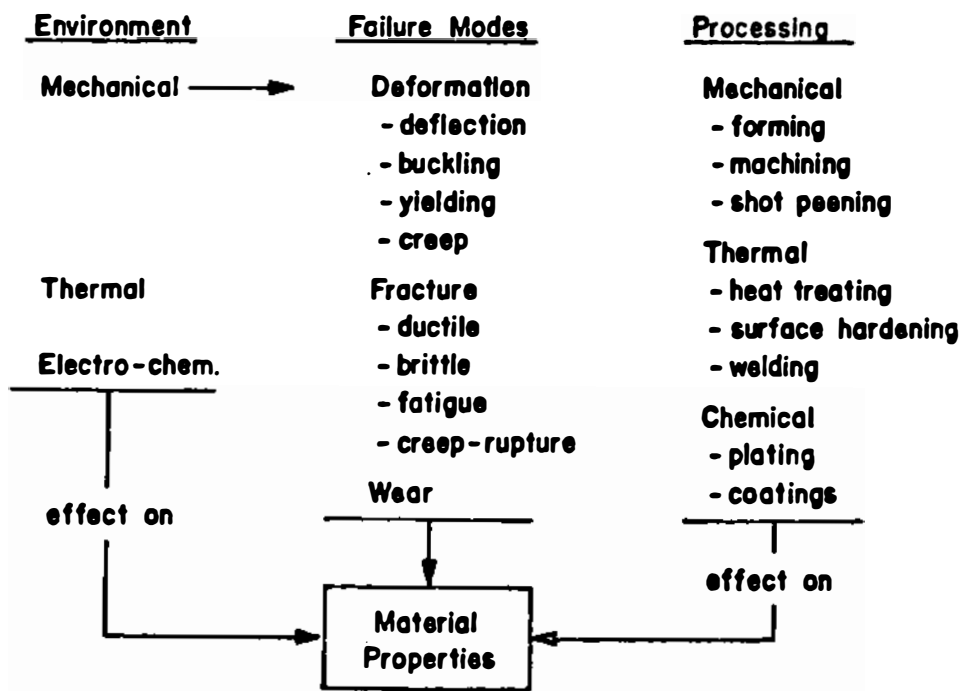 Environment
Mechanical
Thermal
Electro-chem.
effect on
Failure Modes
Deformation
- deflection
- buckling
- yielding
- creep
Fracture
- ductile
- brittle
- fatigue
- creep-rupture
Wear
Processing
Mechanical
- forming
- machining
- shot peening
Thermal
- heat treating
- surface hardening
- welding
Chemical
- plating
- coatings
effect on
Material
Properties